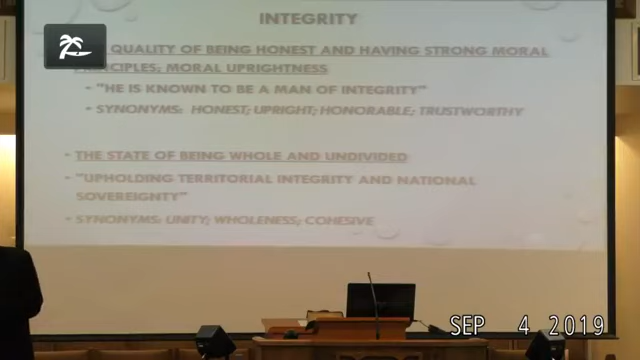 INTEGRITY
QUALITY OF BEING HONEST AND HAVING STRONG MORAL
PRINCIPLES; MORAL UPRIGHTNESS
- "HE IS KNOWN TO BE A MAN OF INTEGRITY"
- SYNONYMS: HONEST; UPRIGHT; HONORABLE; TRUSTWORTHY
- THE STATE OF BEING WHOLE AND UNDIVIDED
- "UPHOLDING TERRITORIAL INTEGRITY AND NATIONAL
SOVEREIGNTY"
- SYNONYMS: UNITY; WHOLENESS; COHESIVE
SEP 4 2019